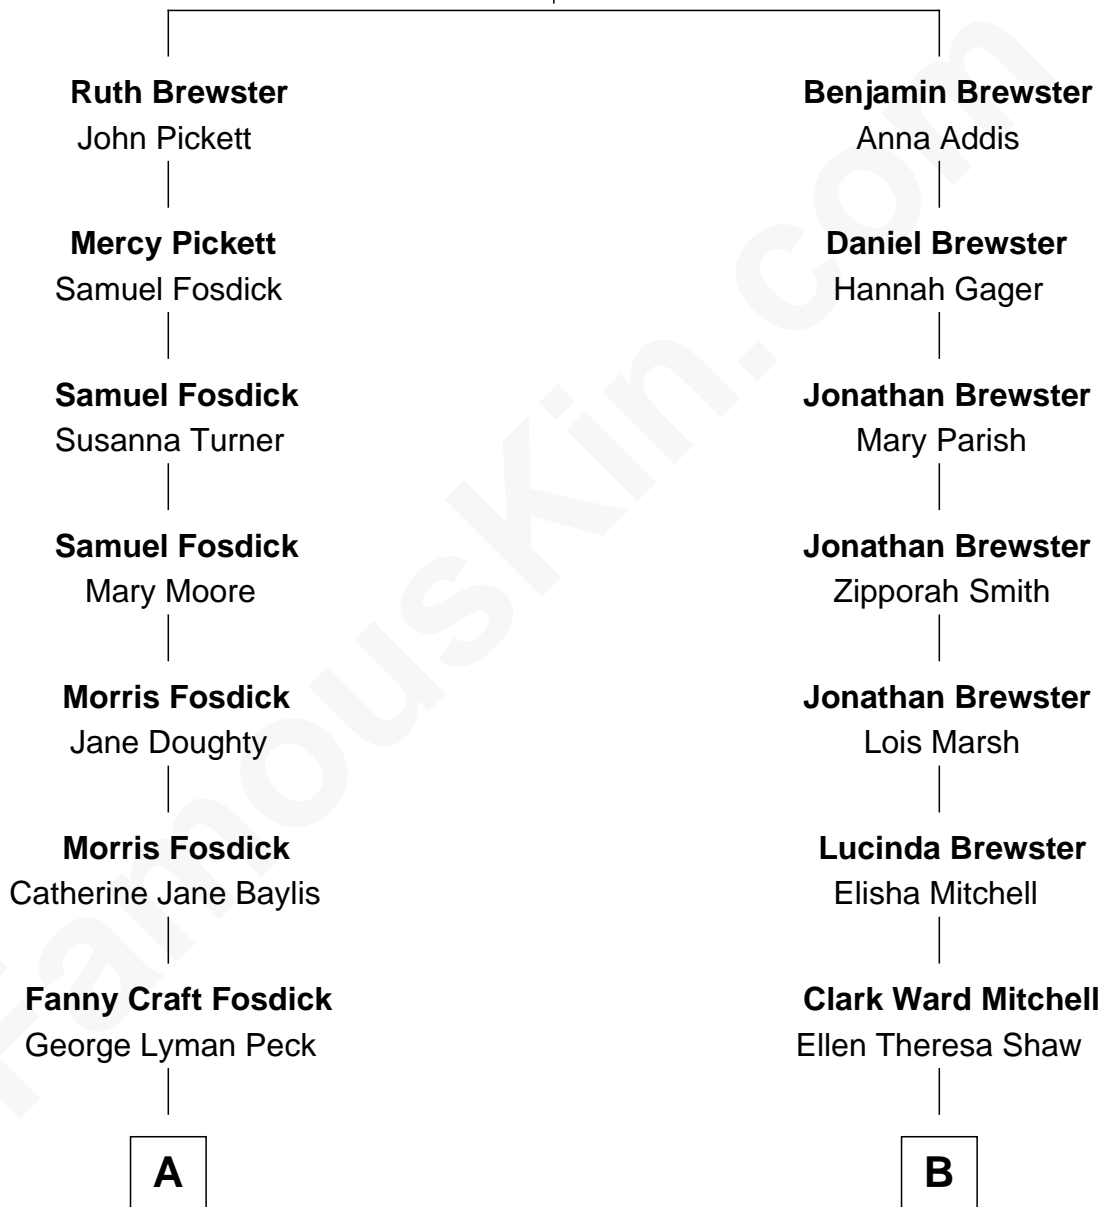 Ruth Brewster
John Pickett
Mercy Pickett
Samuel Fosdick
Samuel Fosdick
Susanna Turner
Samuel Fosdick
Mary Moore
Morris Fosdick
Jane Doughty
Morris Fosdick
Catherine Jane Baylis
Fanny Craft Fosdick
George Lyman Peck
A
Benjamin Brewster
Anna Addis
Daniel Brewster
Hannah Gager
Jonathan Brewster
Mary Parish
Jonathan Brewster
Zipporah Smith
Jonathan Brewster
Lois Marsh
Lucinda Brewster
Elisha Mitchell
Clark Ward Mitchell
Ellen Theresa Shaw
B
FamousKin.com